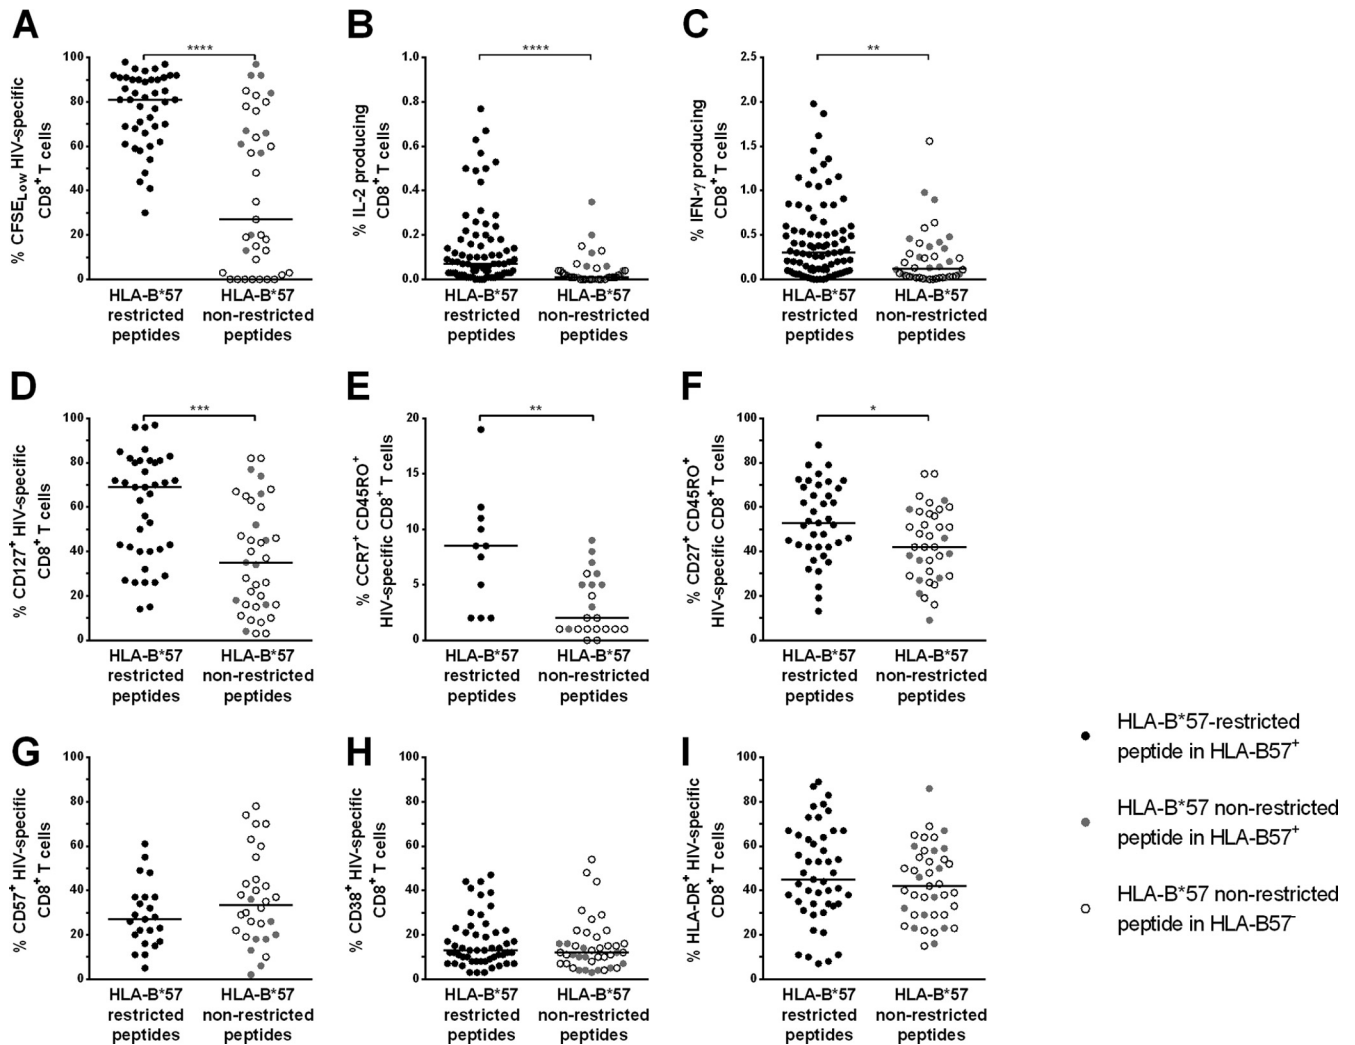 A
% CFSELow HIV-specific
CD8+ T cells
****
100
80
60
40
20
0
HLA-B*57
restricted
peptides
HLA-B*57
non-restricted
peptides
B
% IL-2 producing
CD8+ T cells
****
1.0
0.8
0.6
0.4
0.2
0.0
HLA-B*57
restricted
peptides
HLA-B*57
non-restricted
peptides
C
% IFN-γ producing
CD8+ T cells
**
2.5
2.0
1.5
1.0
0.5
0.0
HLA-B*57
restricted
peptides
HLA-B*57
non-restricted
peptides
D
% CD127+ HIV-specific
CD8+ T cells
***
100
80
60
40
20
0
HLA-B*57
restricted
peptides
HLA-B*57
non-restricted
peptides
E
% CCR7+ CD45RO+
HIV-specific CD8+ T cells
**
20
15
10
5
0
HLA-B*57
restricted
peptides
HLA-B*57
non-restricted
peptides
F
% CD27+ CD45RO+
HIV-specific CD8+ T cells
*
100
80
60
40
20
0
HLA-B*57
restricted
peptides
HLA-B*57
non-restricted
peptides
G
% CD57+ HIV-specific
CD8+ T cells
100
80
60
40
20
0
HLA-B*57
restricted
peptides
HLA-B*57
non-restricted
peptides
H
% CD38+ HIV-specific
CD8+ T cells
100
80
60
40
20
0
HLA-B*57
restricted
peptides
HLA-B*57
non-restricted
peptides
I
% HLA-DR+ HIV-specific
CD8+ T cells
100
80
60
40
20
0
HLA-B*57
restricted
peptides
HLA-B*57
non-restricted
peptides
HLA-B*57-restricted
peptide in HLA-B57+
HLA-B*57 non-restricted
peptide in HLA-B57+
HLA-B*57 non-restricted
peptide in HLA-B57-